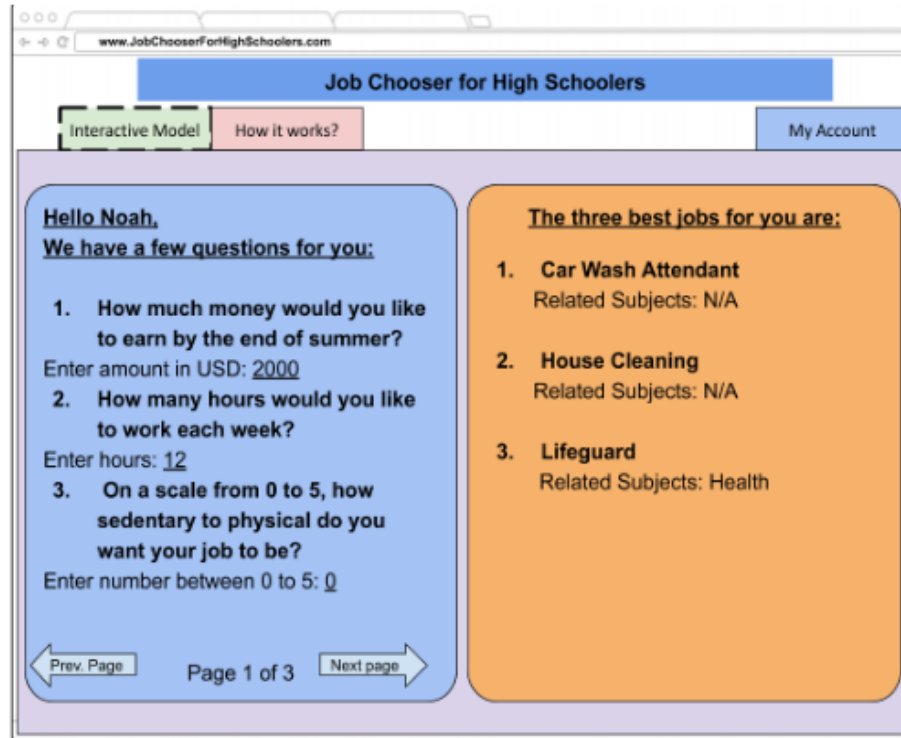 www.JobChooserForHighSchoolers.com
Job Chooser for High Schoolers
Interactive Model
How it works?
My Account
Hello Noah,
We have a few questions for you:
1. How much money would you like
to earn by the end of summer?
Enter amount in USD: 2000
2. How many hours would you like
to work each week?
Enter hours: 12
3. On a scale from 0 to 5, how
sedentary to physical do you
want your job to be?
Enter number between 0 to 5: 0
Prev. Page
Page 1 of 3
Next page
The three best jobs for you are:
1. Car Wash Attendant
Related Subjects: N/A
2. House Cleaning
Related Subjects: N/A
3. Lifeguard
Related Subjects: Health